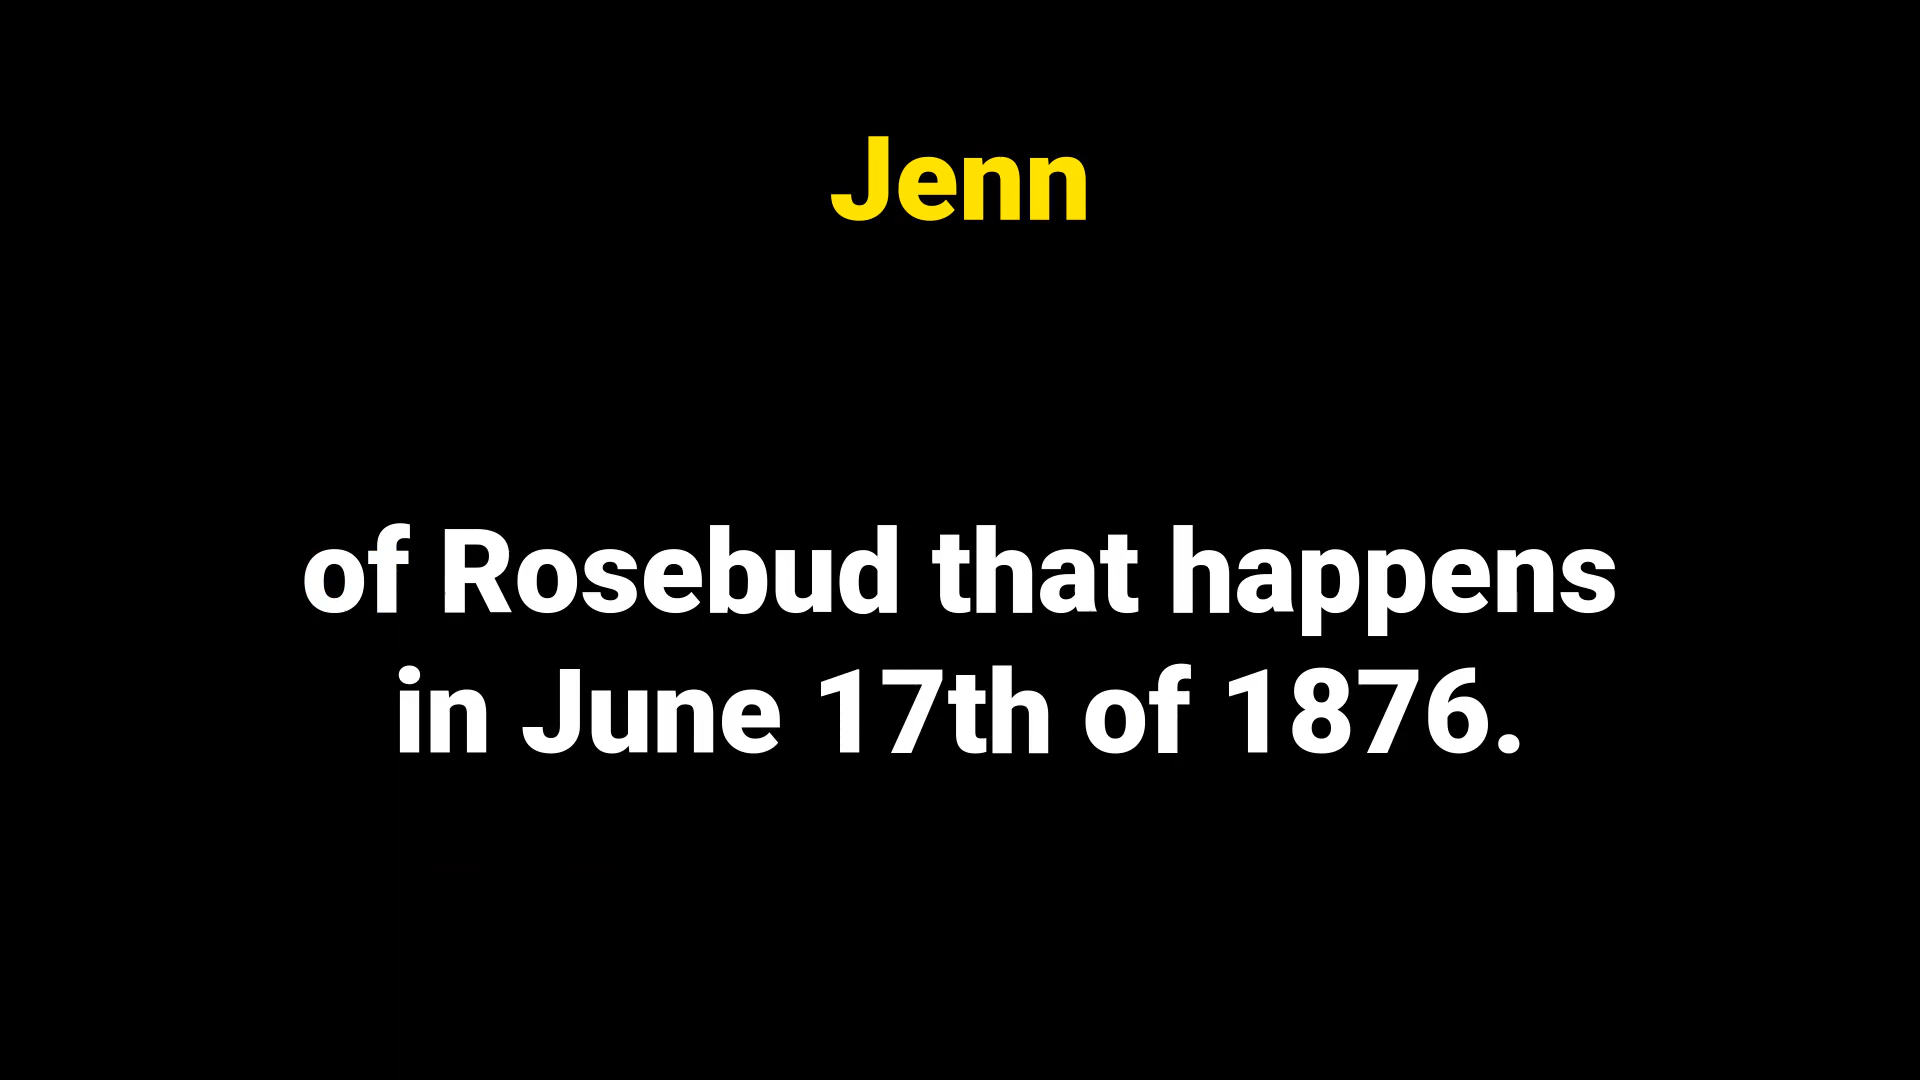 Jenn
of Rosebud that happens
in June 17th of 1876.